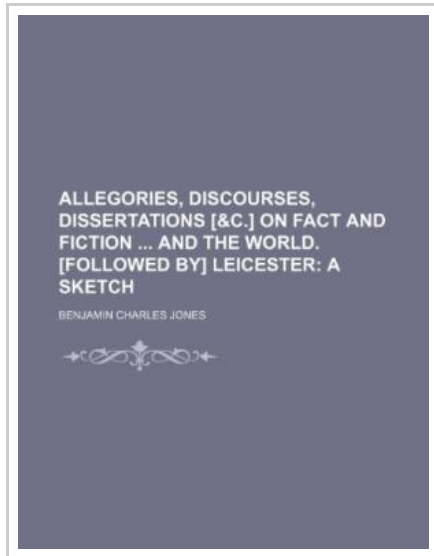 ALLEGORIES, DISCOURSES,
DISSERTATIONS [&C.] ON FACT AND
FICTION ... AND THE WORLD.
[FOLLOWED BY] LEICESTER: A
SKETCH
BENJAMIN CHARLES JONES